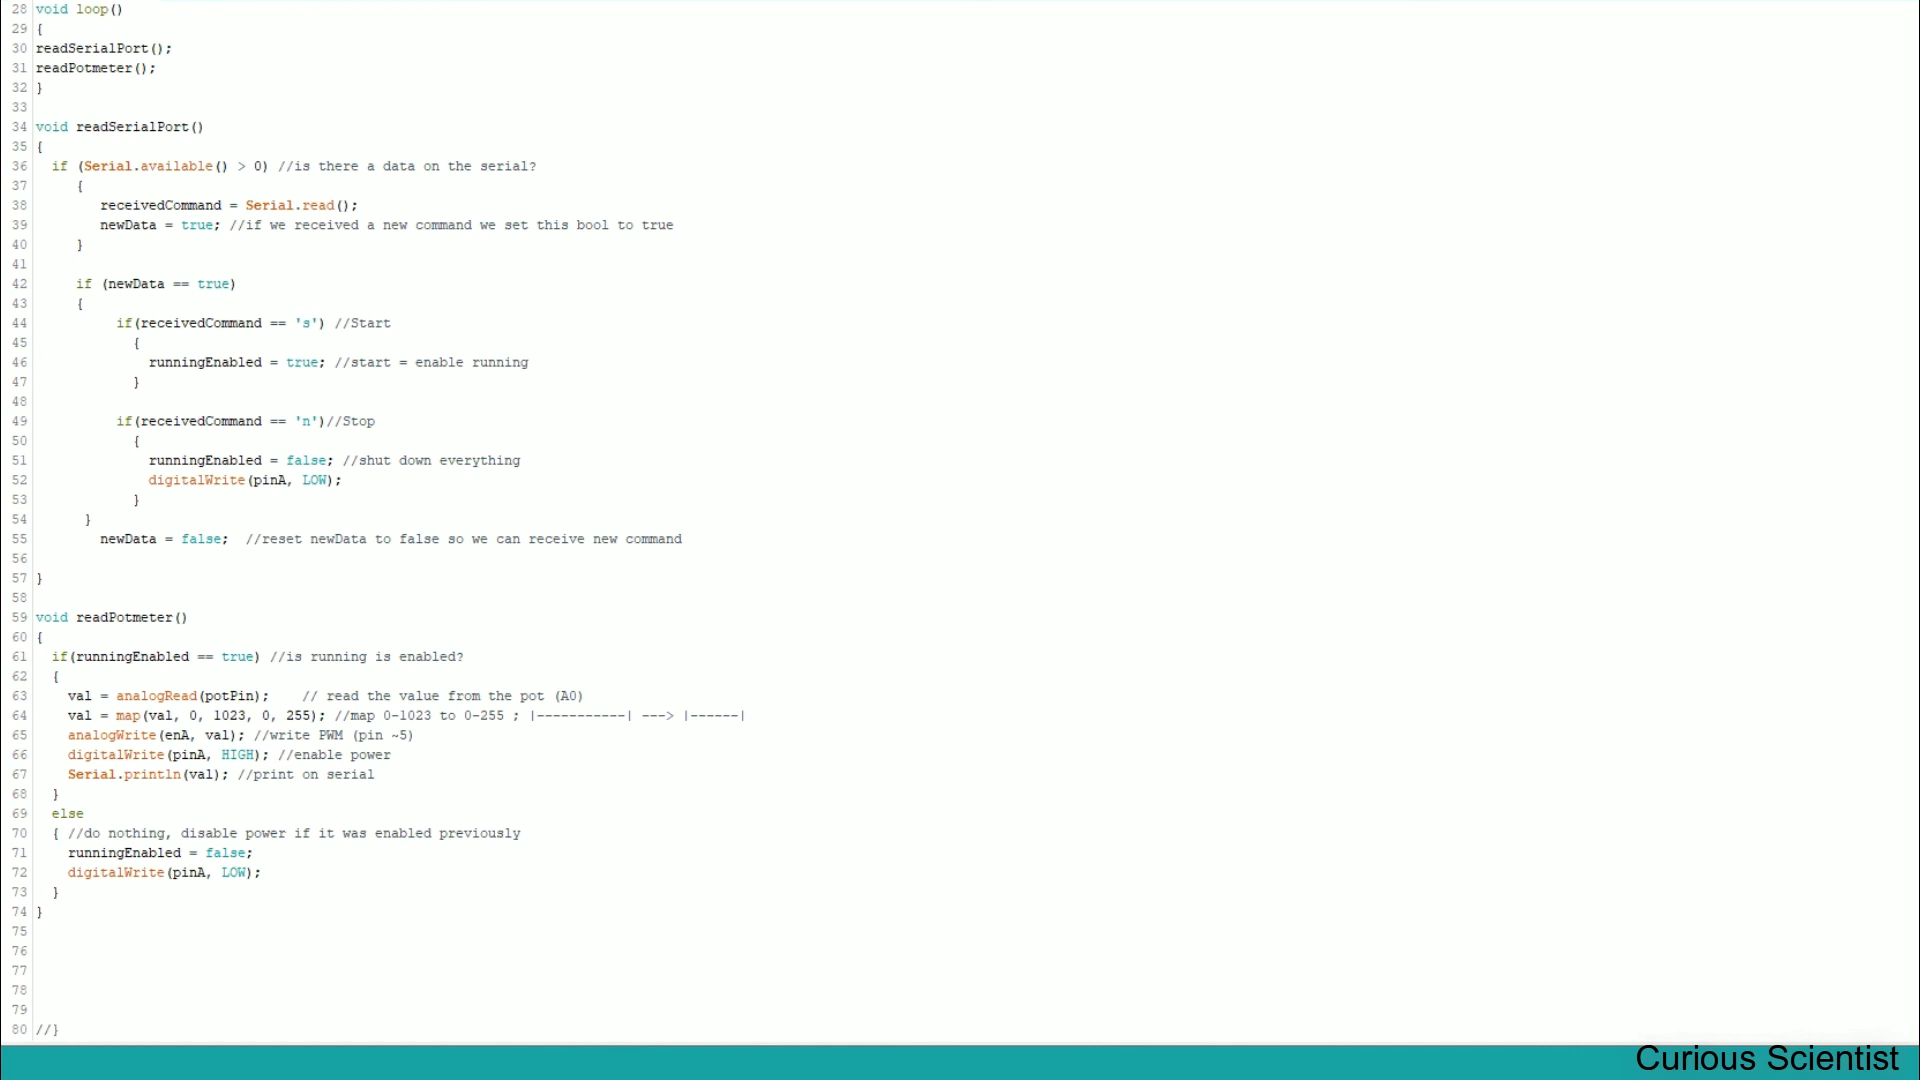 28 void loop()
29 {
30 readSerialPort();
31 readPotmeter();
32 }
33
34 void readSerialPort()
35 {
36   if (Serial.available() > 0) //is there a data on the serial?
37      {
38         receivedCommand = Serial.read();
39         newData = true; //if we received a new command we set this bool to true
40      }
41
42      if (newData == true)
43      {
44           if(receivedCommand == 's') //Start
45             {
46               runningEnabled = true; //start = enable running
47             }
48
49           if(receivedCommand == 'n')//Stop
50             {
51               runningEnabled = false; //shut down everything
52               digitalWrite(pinA, LOW);
53             }
54       }
55         newData = false;  //reset newData to false so we can receive new command
56
57 }
58
59 void readPotmeter()
60 {
61   if(runningEnabled == true) //is running is enabled?
62   {
63     val = analogRead(potPin);    // read the value from the pot (A0)
64     val = map(val, 0, 1023, 0, 255); //map 0-1023 to 0-255 ; |-----------| ---> |------|
65     analogWrite(enA, val); //write PWM (pin ~5)
66     digitalWrite(pinA, HIGH); //enable power
67     Serial.println(val); //print on serial
68   }
69   else
70   { //do nothing, disable power if it was enabled previously
71     runningEnabled = false;
72     digitalWrite(pinA, LOW);
73   }
74 }
75
76
77
78
79
80 //}
Curious Scientist